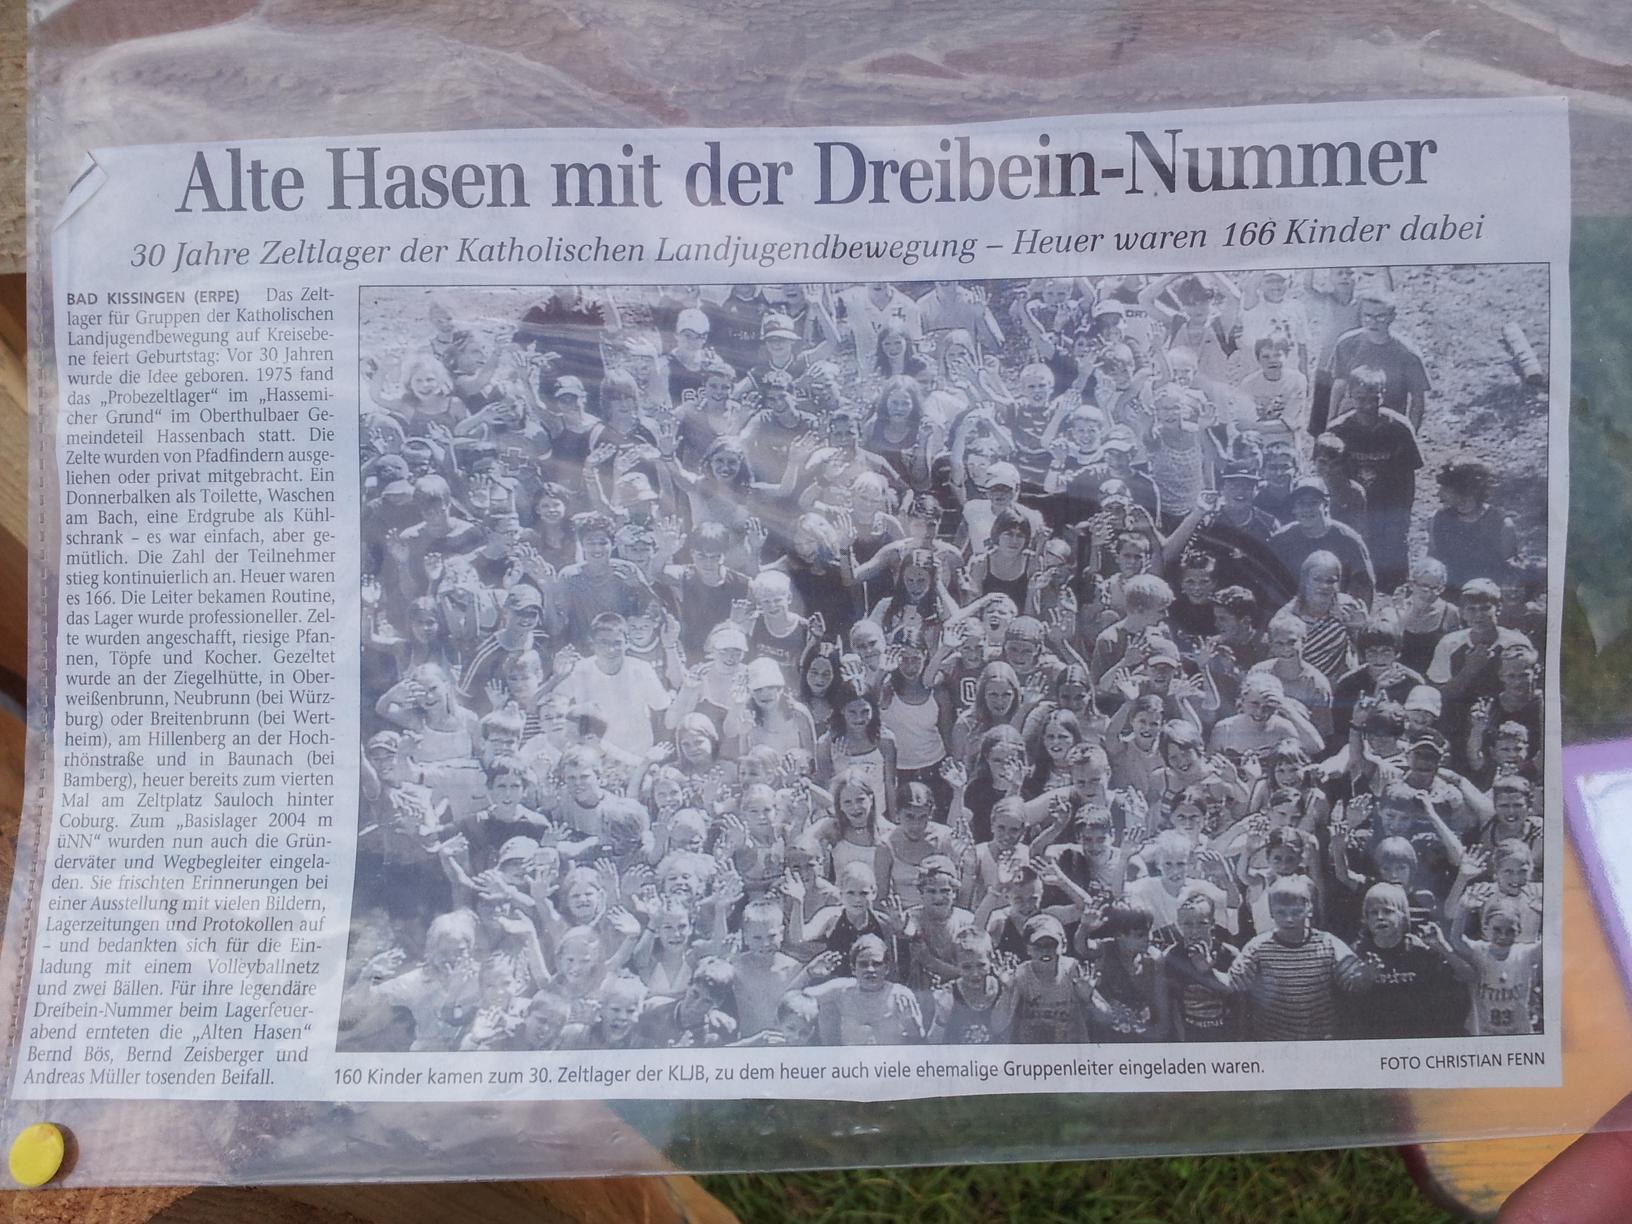 Alte Hasen mit der Dreibein-Nummer
30 Jahre Zeltlager der Katholischen Landjugendbewegung – Heuer waren 166 Kinder dabei
BAD KISSINGEN (ERPE) Das Zelt-
lager für Gruppen der Katholischen
Landjugendbewegung auf Kreisebe-
ne feiert Geburtstag: Vor 30 Jahren
wurde die Idee geboren. 1975 fand
das „Probezeltlager“ im „Hassemi-
cher Grund“ im Oberthulbaer Ge-
meindeteil Hassenbach statt. Die
Zelte wurden von Pfadfindern ausge-
liehen oder privat mitgebracht. Ein
Donnerbalken als Toilette, Waschen
am Bach, eine Erdgrube als Kühl-
schrank – es war einfach, aber ge-
mütlich. Die Zahl der Teilnehmer
stieg kontinuierlich an. Heuer waren
es 166. Die Leiter bekamen Routine,
das Lager wurde professioneller. Zel-
te wurden angeschafft, riesige Pfan-
nen, Töpfe und Kocher. Gezeltet
wurde an der Ziegelhütte, in Ober-
weißenbrunn, Neubrunn (bei Würz-
burg) oder Breitenbrunn (bei Wert-
heim), am Hillenberg an der Hoch-
rhönstraße und in Baunach (bei
Bamberg), heuer bereits zum vierten
Mal am Zeltplatz Sauloch hinter
Coburg. Zum „Basislager 2004 m
üNN“ wurden nun auch die Grün-
derväter und Wegbegleiter eingela-
den. Sie frischten Erinnerungen bei
einer Ausstellung mit vielen Bildern,
Lagerzeitungen und Protokollen auf
– und bedankten sich für die Ein-
ladung mit einem Volleyballnetz
und zwei Bällen. Für ihre legendäre
Dreibein-Nummer beim Lagerfeuer-
abend ernteten die „Alten Hasen“
Bernd Bös, Bernd Zeisberger und
Andreas Müller tosenden Beifall.
160 Kinder kamen zum 30. Zeltlager der KLJB, zu dem heuer auch viele ehemalige Gruppenleiter eingeladen waren.
FOTO CHRISTIAN FENN